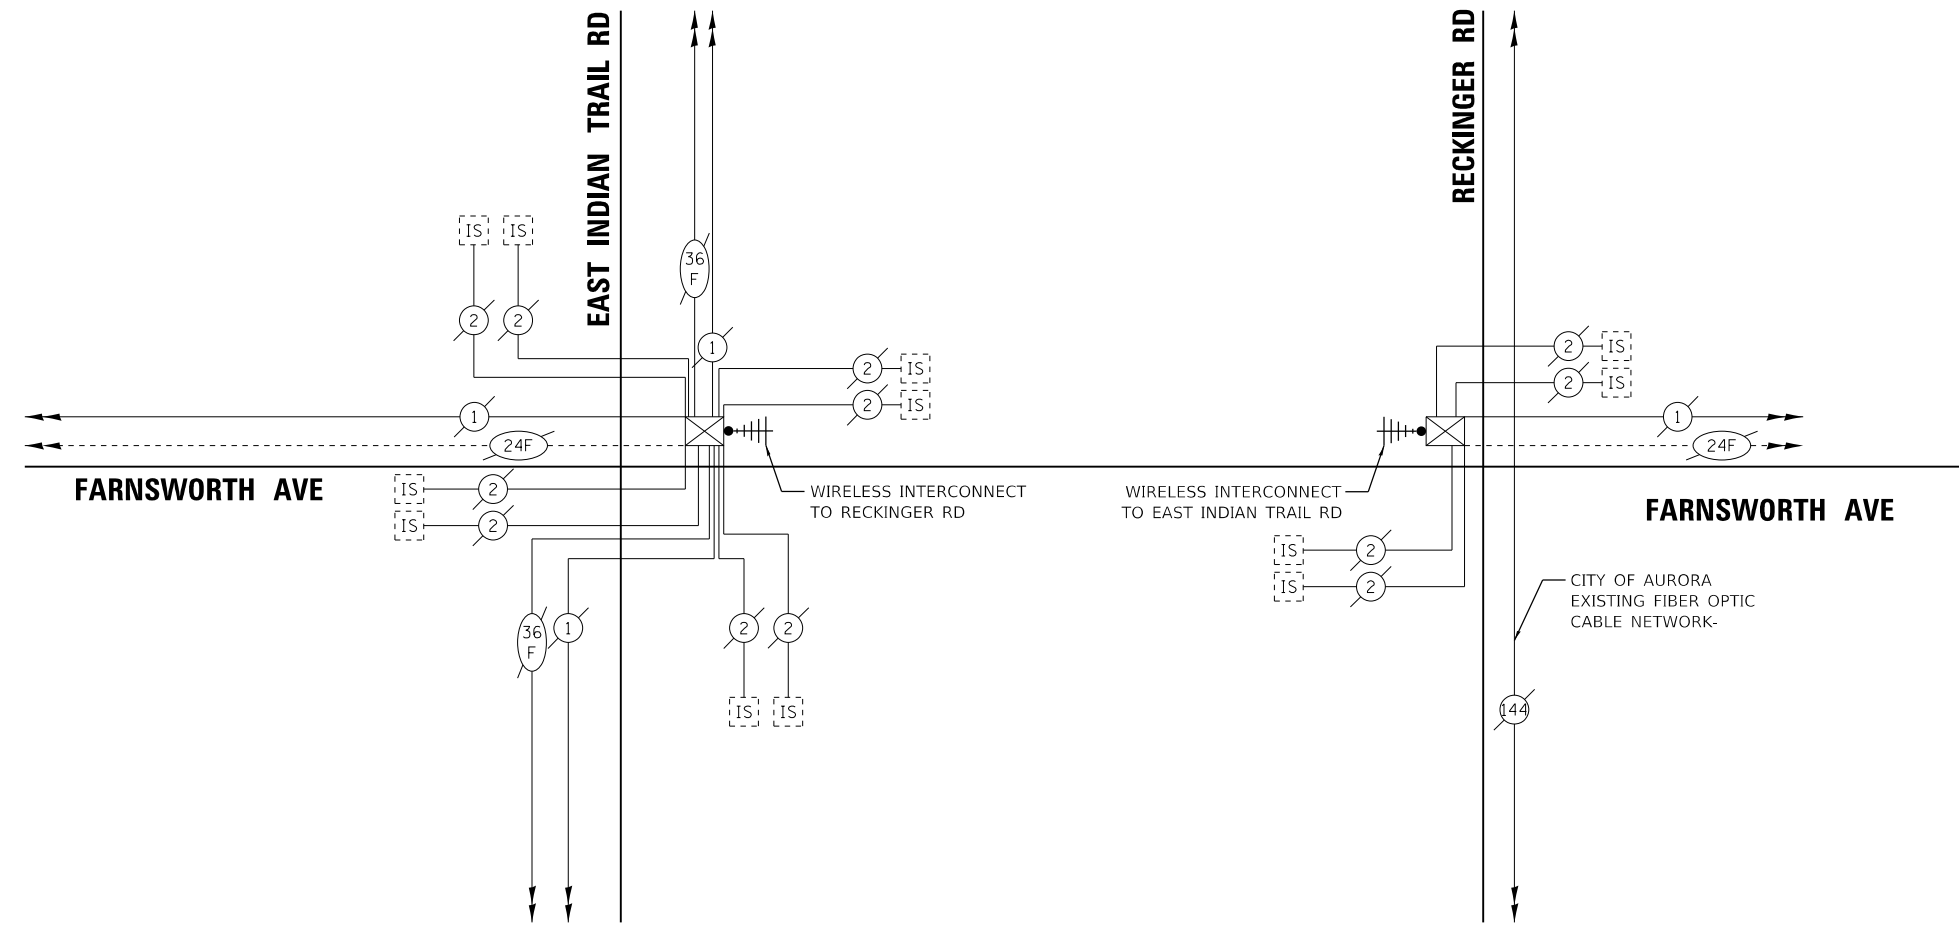 EAST INDIAN TRAIL RD
RECKINGER RD
IS
IS
36
F
2
2
1
2
IS
2
IS
2
IS
2
IS
1
24F
1
24F
FARNSWORTH AVE
IS
2
IS
2
WIRELESS INTERCONNECT
TO RECKINGER RD
WIRELESS INTERCONNECT
TO EAST INDIAN TRAIL RD
FARNSWORTH AVE
IS
2
IS
2
CITY OF AURORA
EXISTING FIBER OPTIC
CABLE NETWORK-
36
F
1
2
2
IS
IS
144